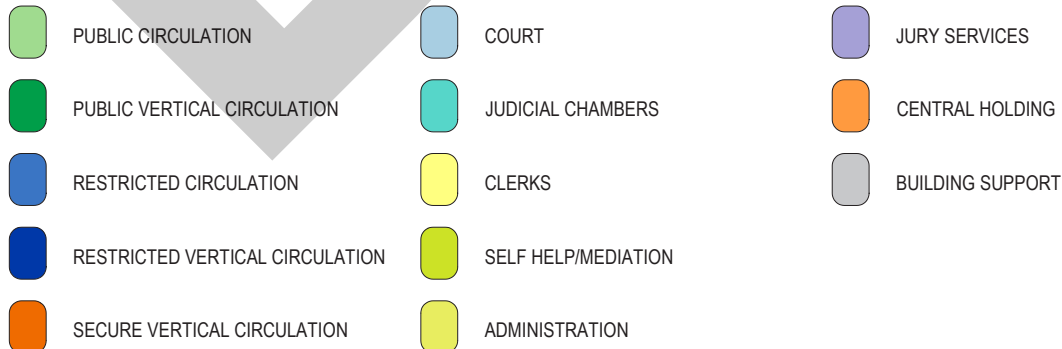 PUBLIC CIRCULATION
PUBLIC VERTICAL CIRCULATION
RESTRICTED CIRCULATION
RESTRICTED VERTICAL CIRCULATION
SECURE VERTICAL CIRCULATION
COURT
JUDICIAL CHAMBERS
CLERKS
SELF HELP/MEDIATION
ADMINISTRATION
JURY SERVICES
CENTRAL HOLDING
BUILDING SUPPORT